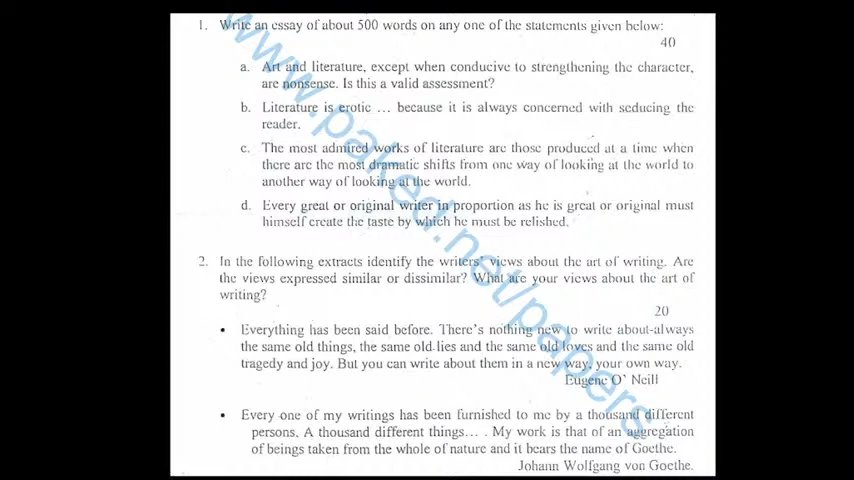 1. Write an essay of about 500 words on any one of the statements given below:
40
a. Art and literature, except when conducive to strengthening the character,
are nonsense. Is this a valid assessment?
b. Literature is erotic … because it is always concerned with seducing the
reader.
c. The most admired works of literature are those produced at a time when
there are the most dramatic shifts from one way of looking at the world to
another way of looking at the world.
d. Every great or original writer in proportion as he is great or original must
himself create the taste by which he must be relished.
2. In the following extracts identify the writers' views about the art of writing. Are
the views expressed similar or dissimilar? What are your views about the art of
writing?
20
• Everything has been said before. There's nothing new to write about-always
the same old things, the same old lies and the same old loves and the same old
tragedy and joy. But you can write about them in a new way, your own way.
Eugene O' Neill
• Every one of my writings has been furnished to me by a thousand different
persons, A thousand different things… . My work is that of an aggregation
of beings taken from the whole of nature and it bears the name of Goethe.
Johann Wolfgang von Goethe.
www.paked.net/papers